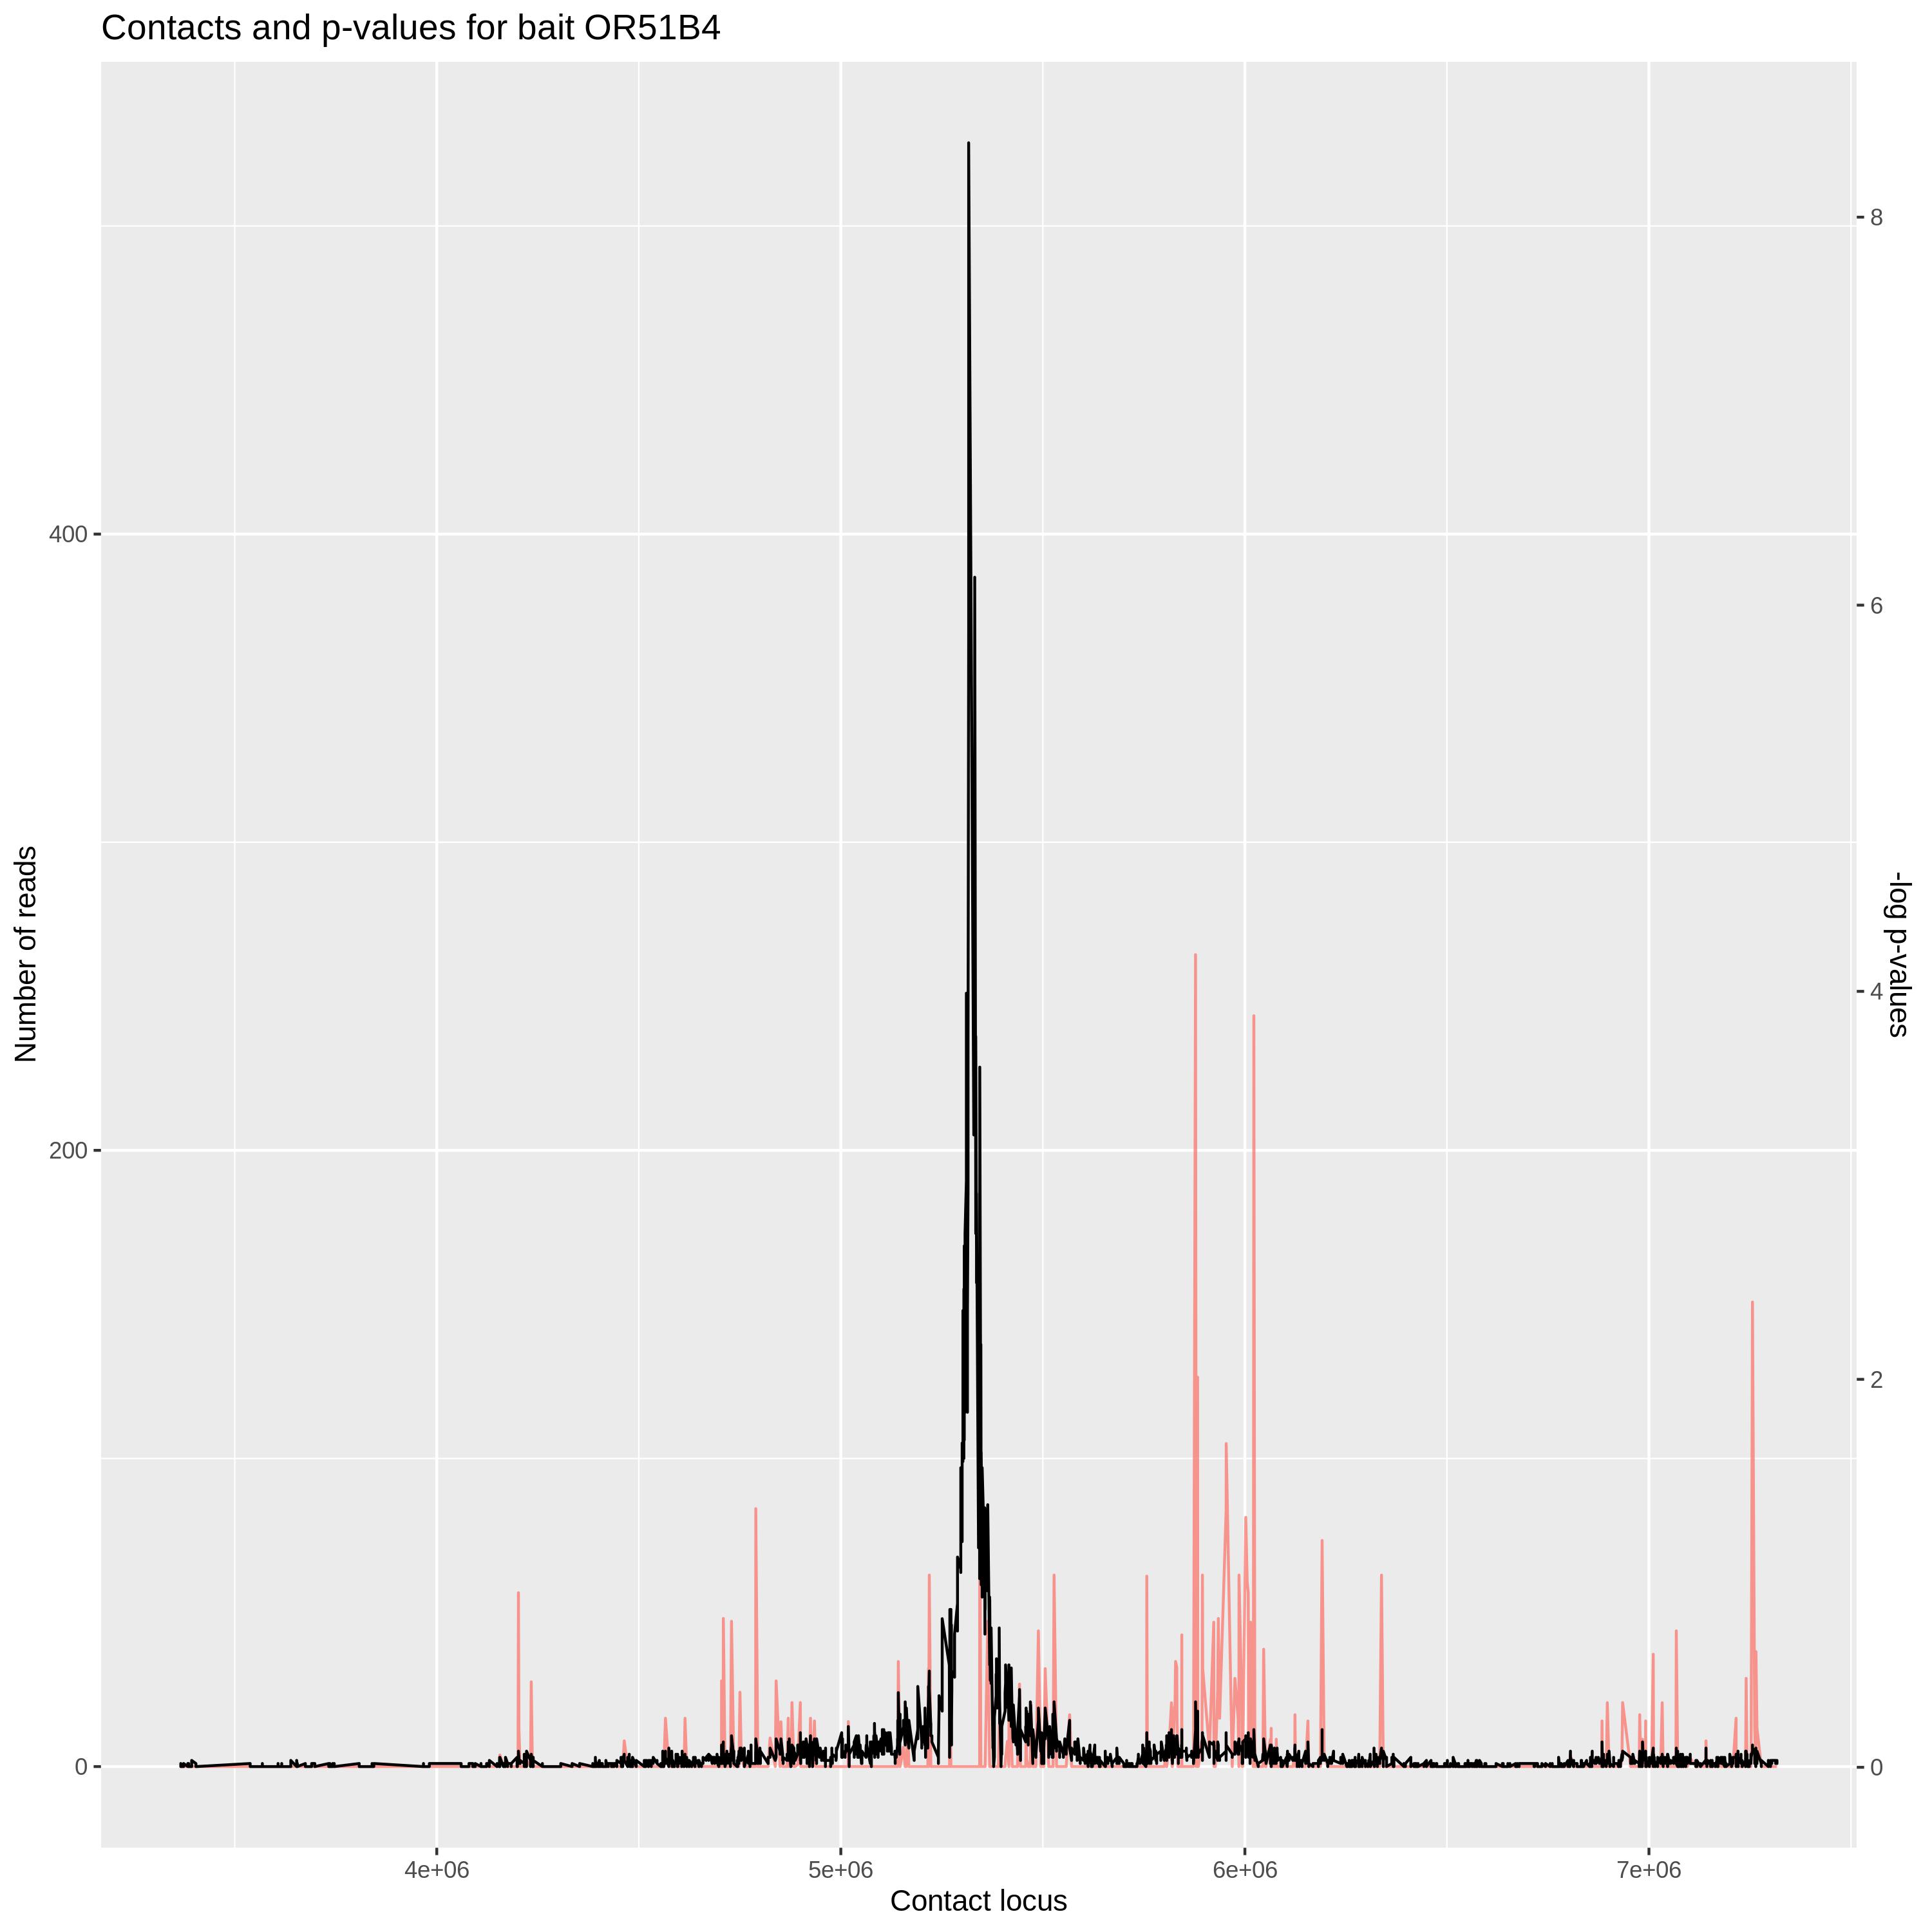 Contacts and p-values for bait OR51B4
8
400
6
Number of reads
-log p-values
4
200
2
0
0
4e+06
5e+06
6e+06
7e+06
Contact locus